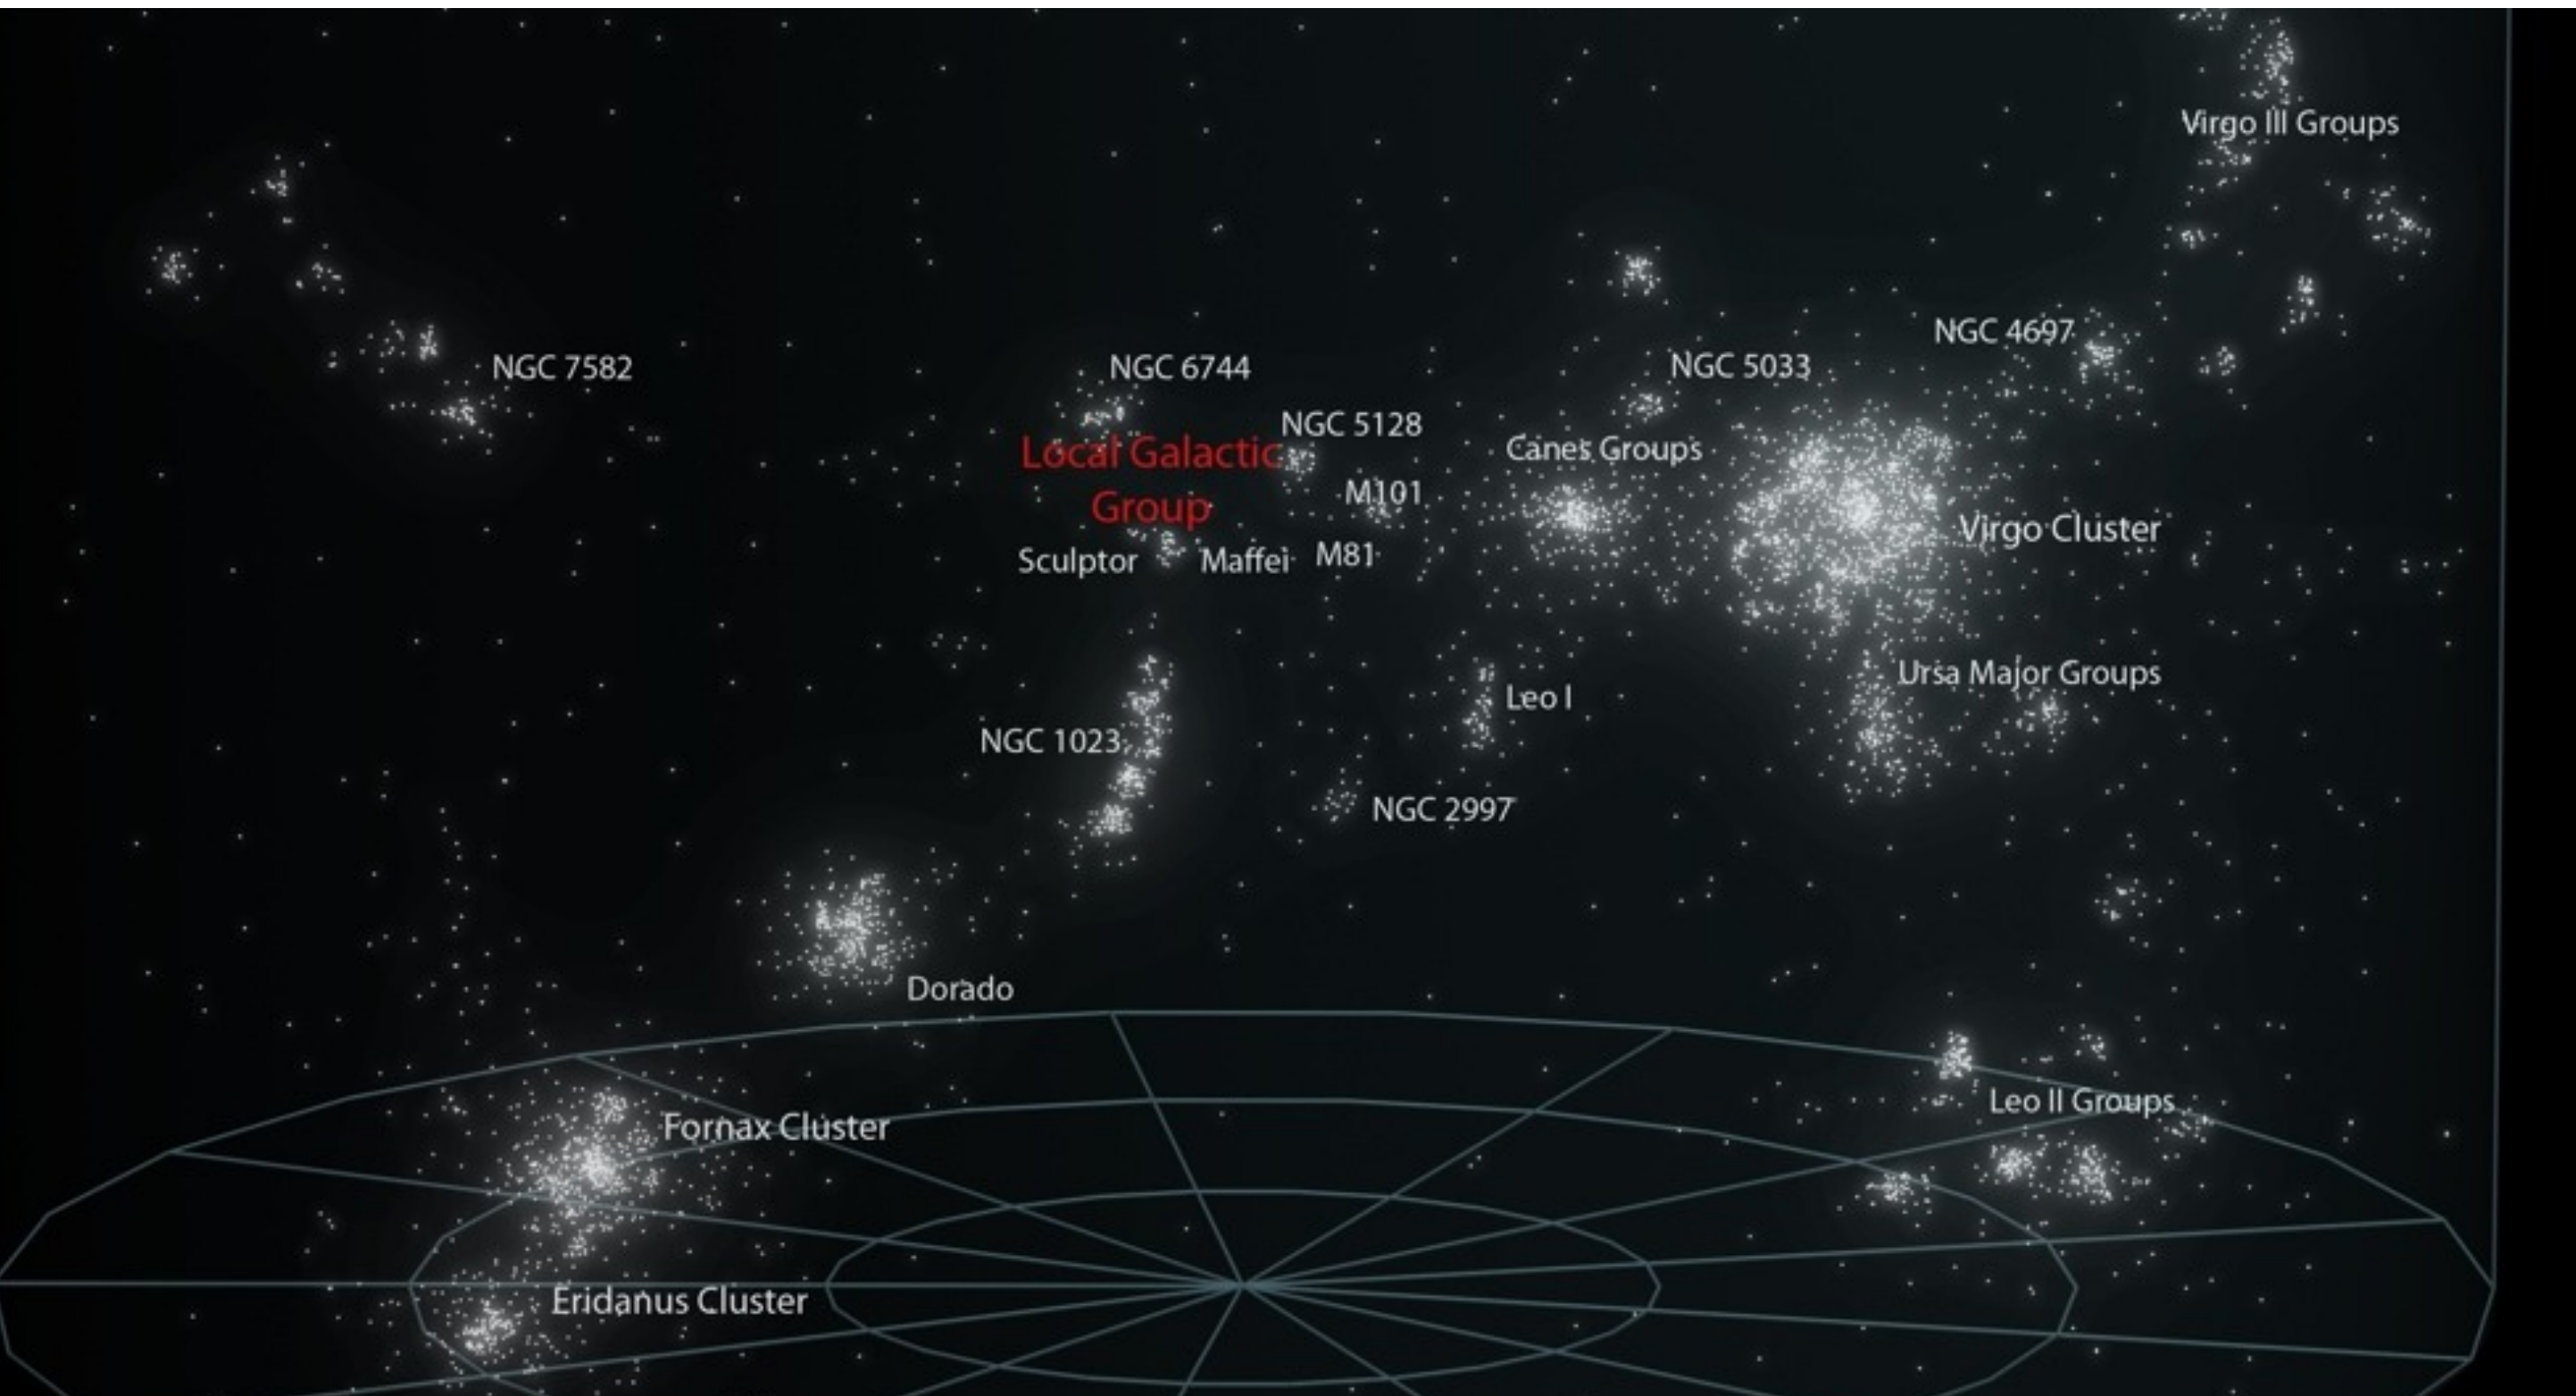 Virgo III Groups
NGC 4697
NGC 7582
NGC 6744
NGC 5033
NGC 5128
Canes Groups
Local Galactic
Group
M101
Virgo Cluster
Sculptor
Maffei
M81
Ursa Major Groups
Leo I
NGC 1023
NGC 2997
Dorado
Leo II Groups
Fornax Cluster
Eridanus Cluster